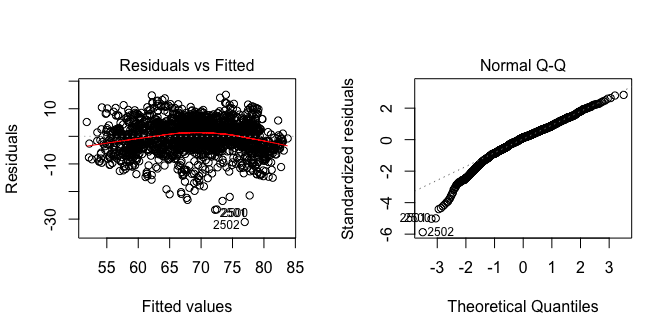 Residuals vs Fitted
Residuals
10
-10
-30
2501
2502
55 60 65 70 75 80 85
Fitted values
Normal Q-Q
Standardized residuals
2
0
-2
-4
-6
2502
-3 -2 -1 0 1 2 3
Theoretical Quantiles